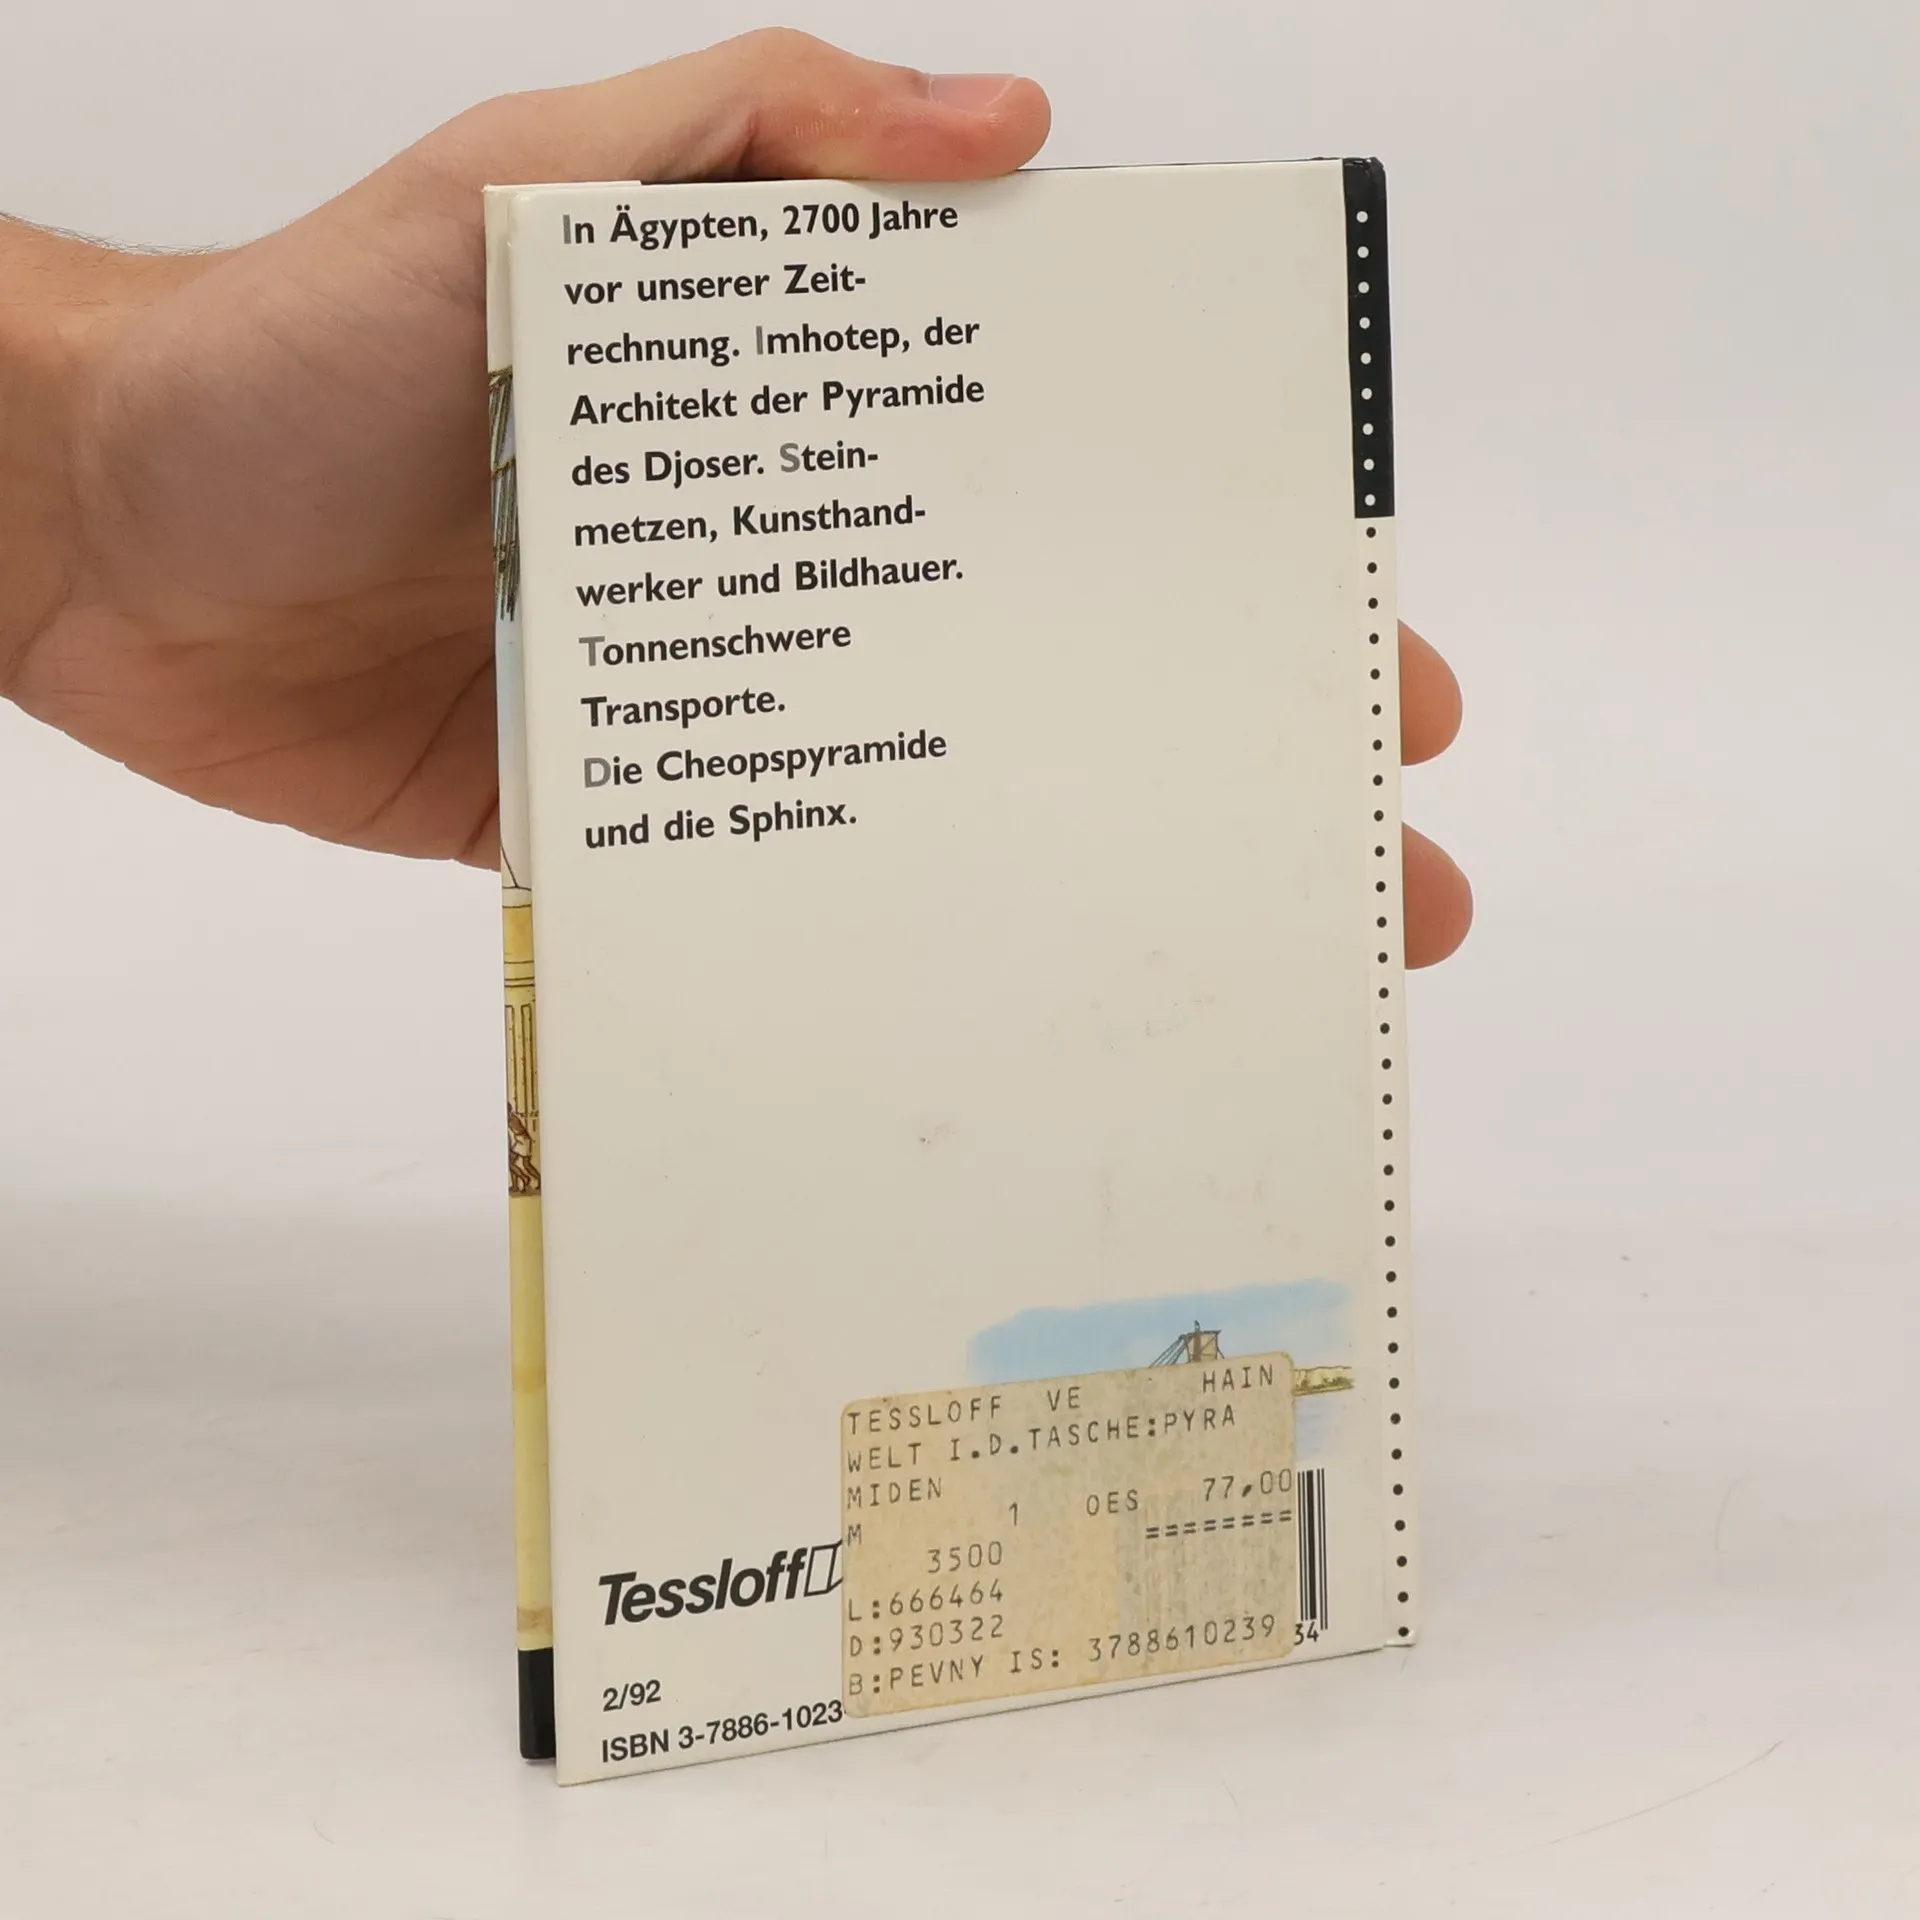 In Ägypten, 2700 Jahre
vor unserer Zeit-
rechnung. Imhotep, der
Architekt der Pyramide
des Djoser. Stein-
metzen, Kunsthand-
werker und Bildhauer.
Tonnenschwere
Transporte.
Die Cheopspyramide
und die Sphinx.
TESSLOFF VE HAIN
WELT I.D.TASCHE:PYRA
MIDEN
M 1 OES 77,00
3500 ========
L:666464
D:930322
B:PEVNY IS: 3788610239
34
Tessloff
2/92
ISBN 3-7886-1023